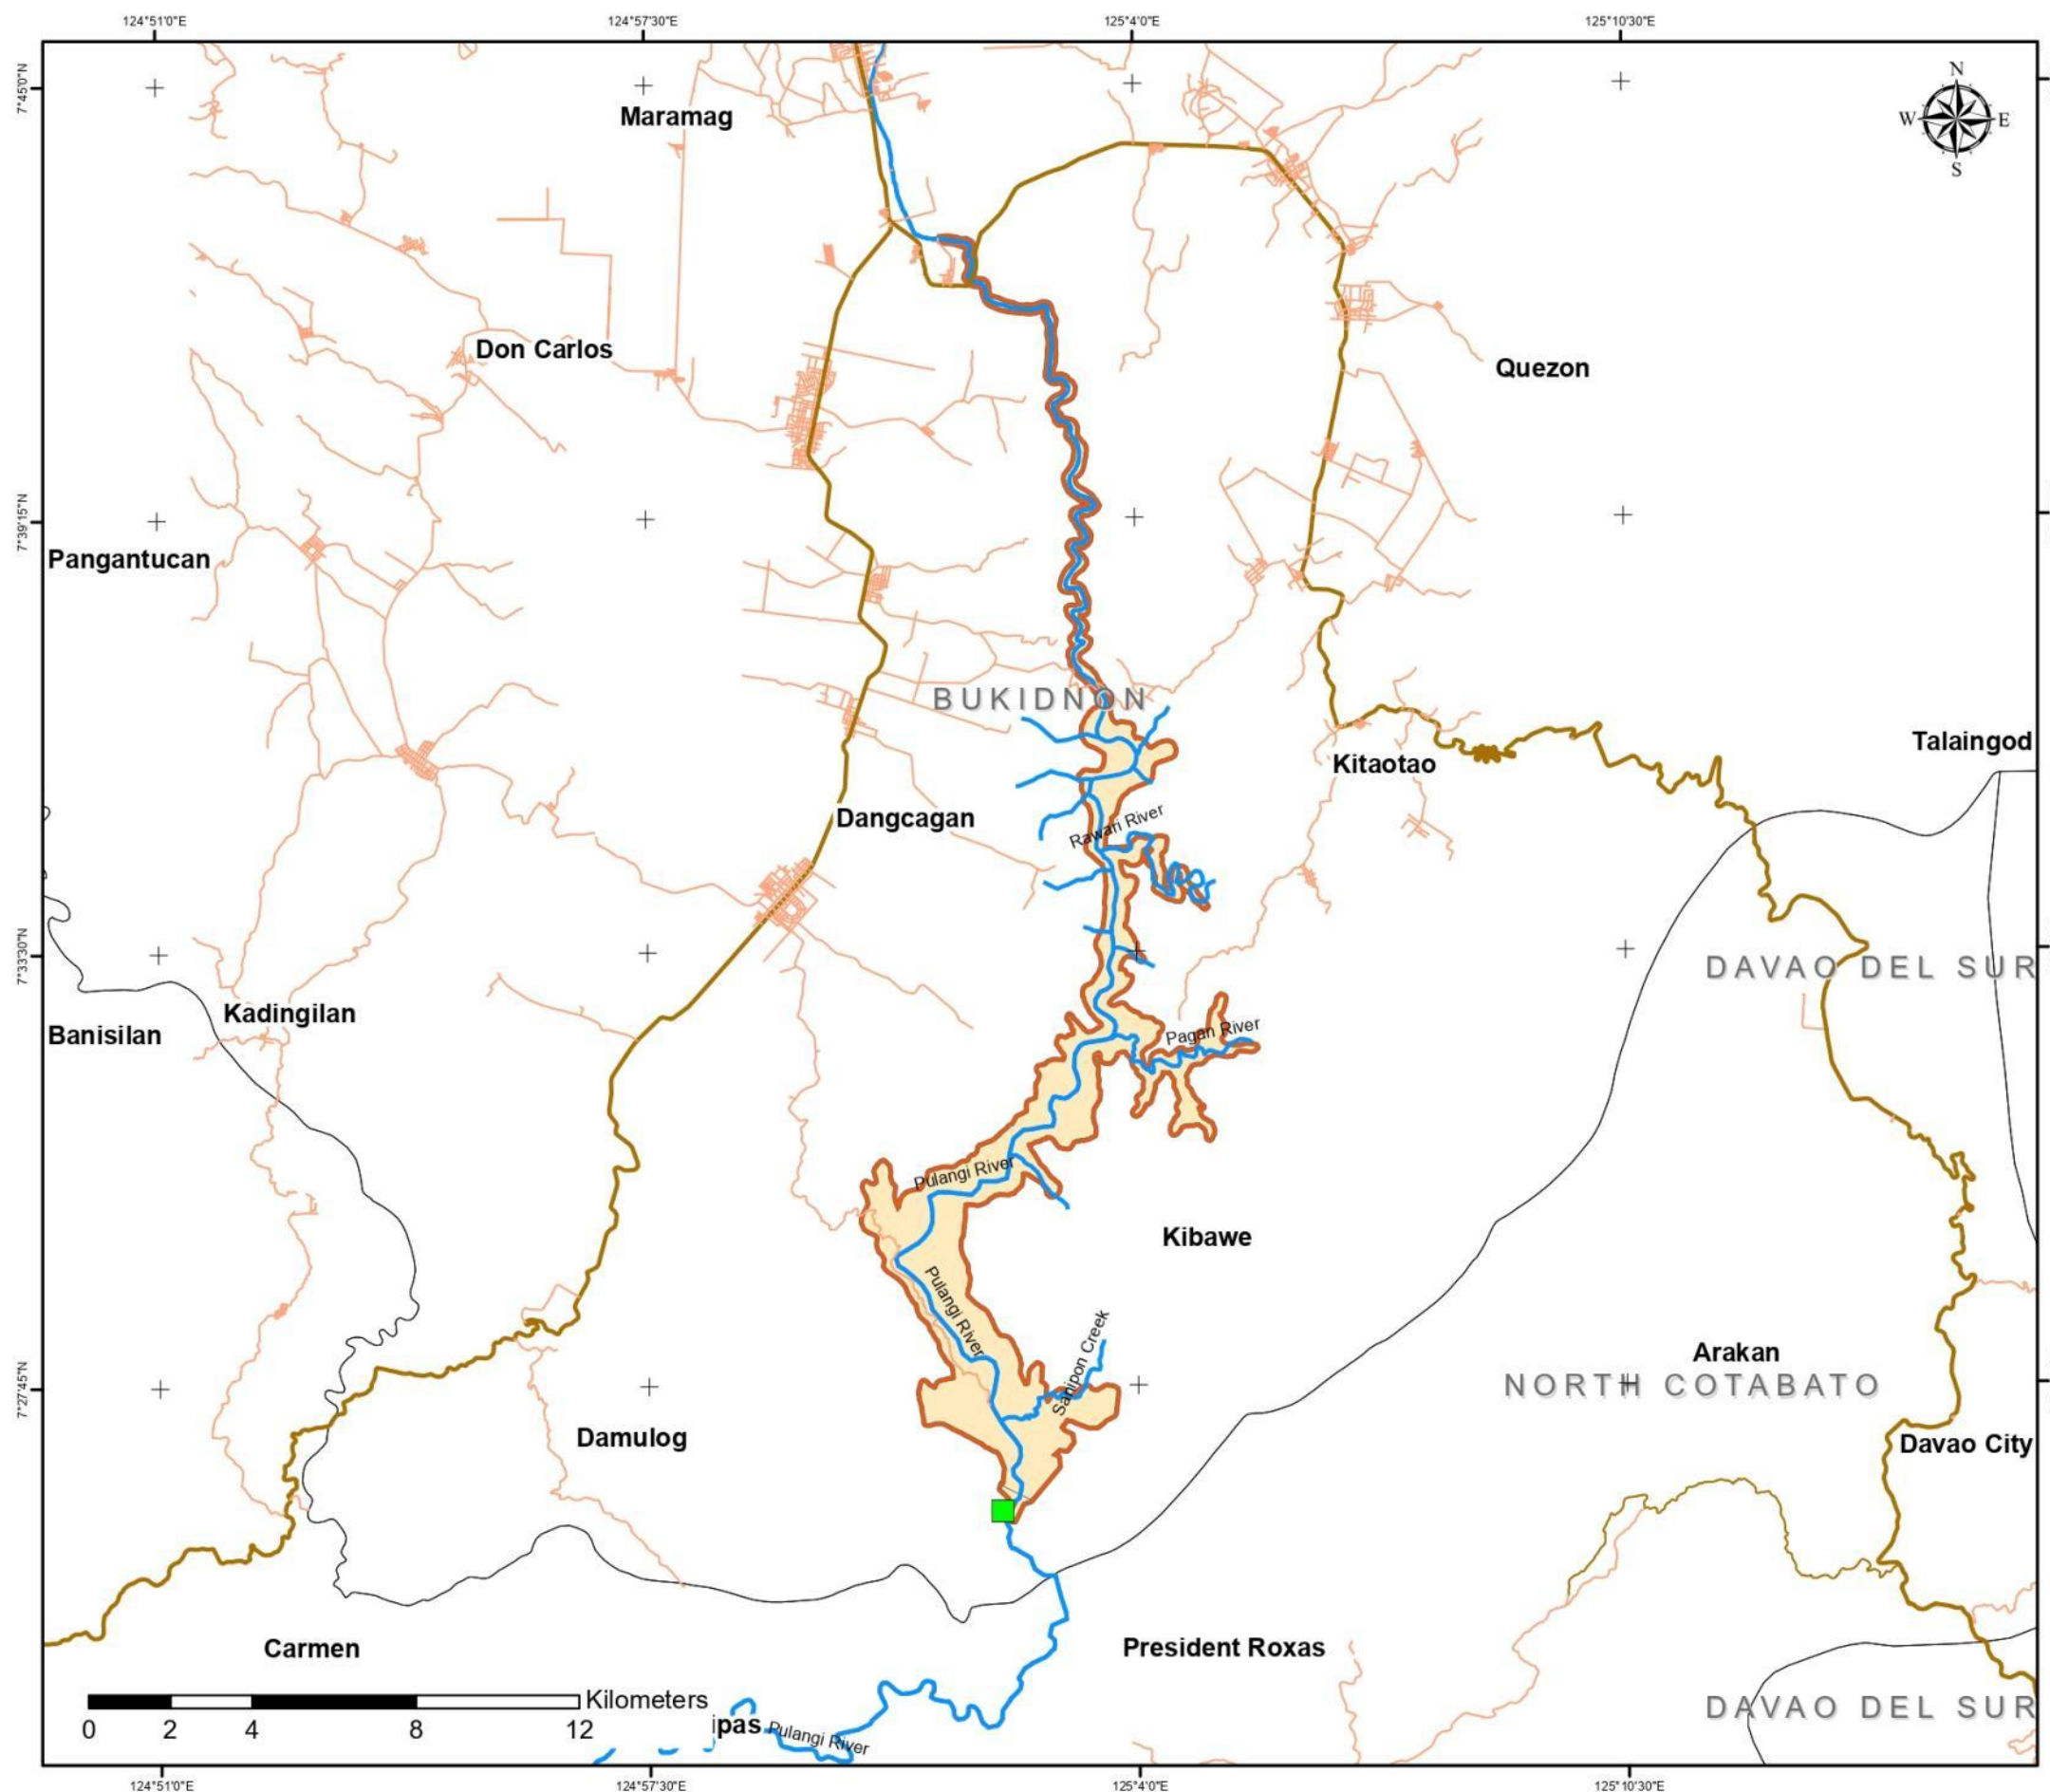 124°51'0"E
124°57'30"E
125°4'0"E
125°10'30"E
7°45'0"N
N
W
E
S
Maramag
Don Carlos
Quezon
7°39'15"N
Pangantucan
BUKIDNON
Talaingod
Kitaotao
Dangcagan
Rawari River
7°33'30"N
DAVAO DEL SUR
Kadingilan
Banisilan
Pagan River
Pulangi River
Kibawe
Pulangi River
Sanipon Creek
Arakan
7°27'45"N
NORTH COTABATO
Damulog
Davao City
Carmen
President Roxas
Kilometers
0 2 4 8 12
ipas
Pulangi River
DAVAO DEL SUR
124°51'0"E
124°57'30"E
125°4'0"E
125°10'30"E